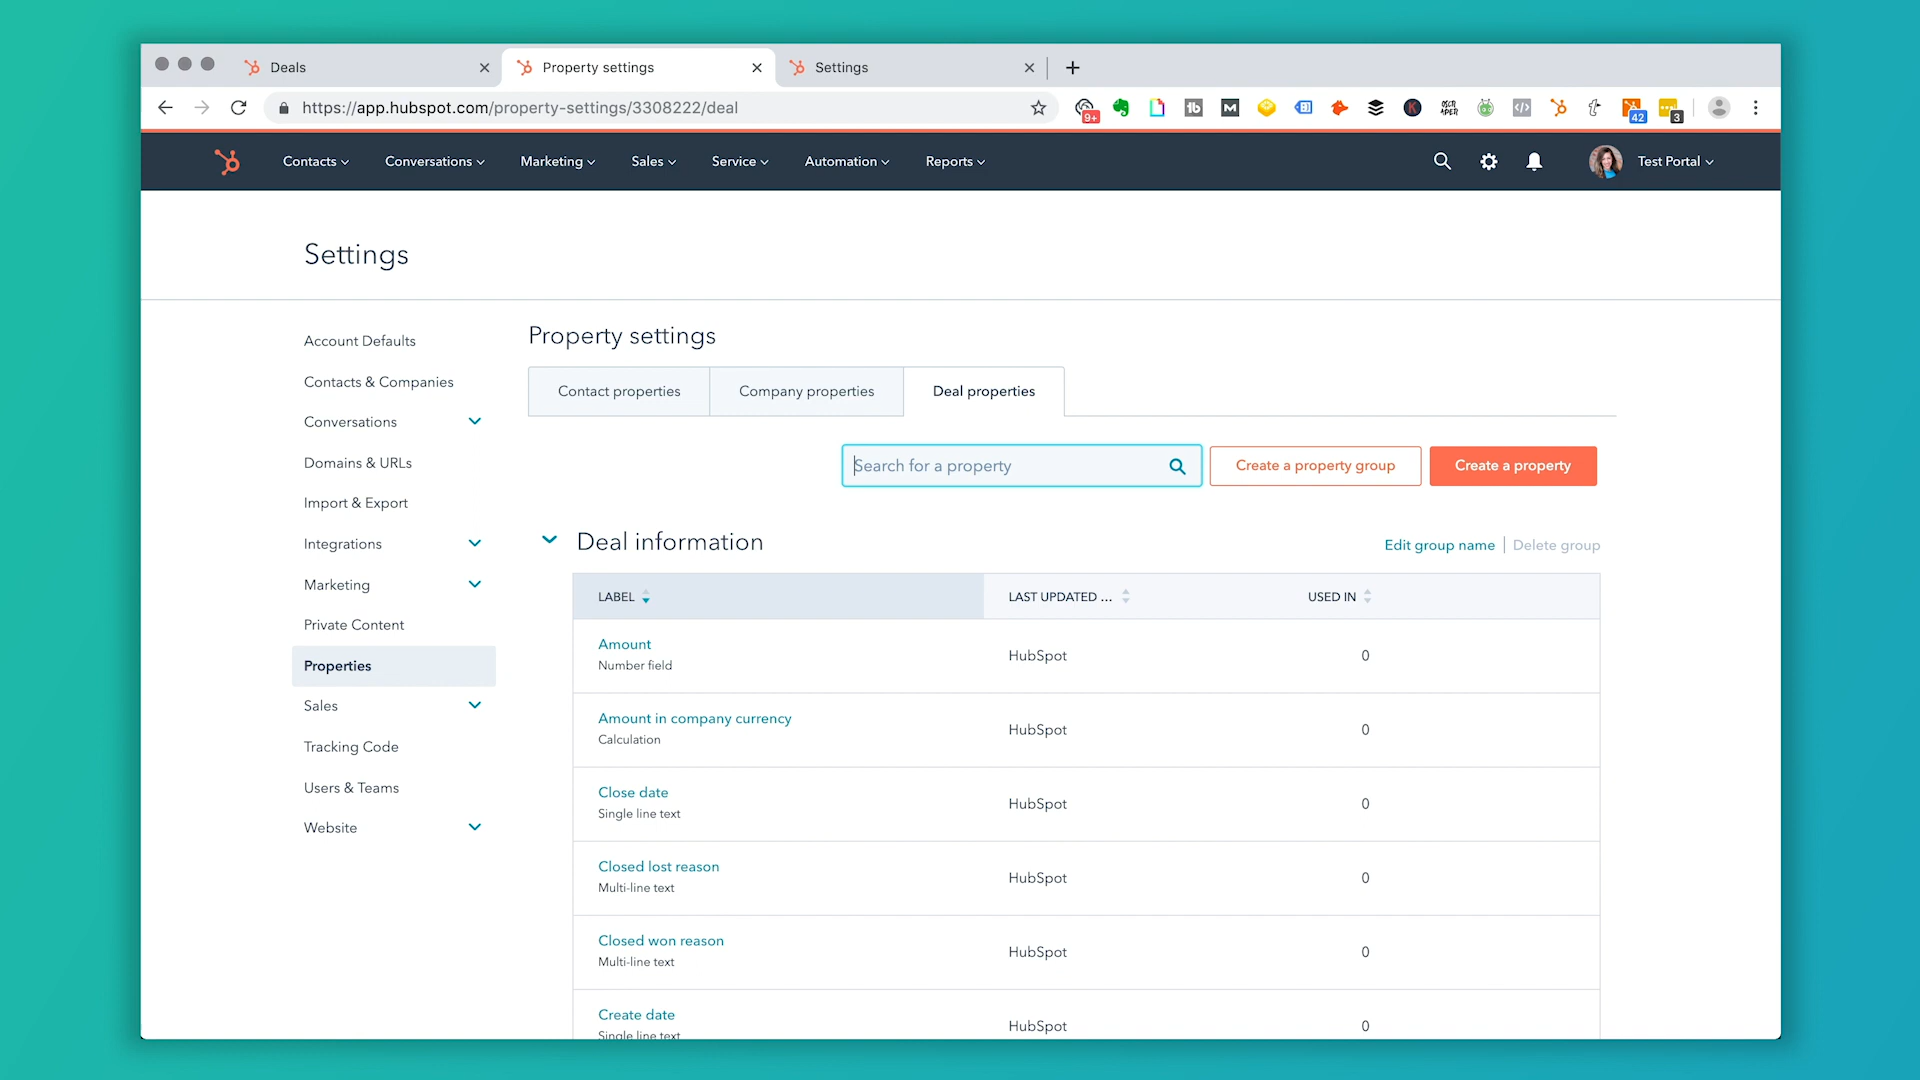 Deals
Property settings
Settings
https://app.hubspot.com/property-settings/3308222/deal
9+
42
3
Contacts
Conversations
Marketing
Sales
Service
Automation
Reports
Test Portal
Settings
Account Defaults
Contacts & Companies
Conversations
Domains & URLs
Import & Export
Integrations
Marketing
Private Content
Properties
Sales
Tracking Code
Users & Teams
Website
Property settings
Contact properties
Company properties
Deal properties
Search for a property
Create a property group
Create a property
Deal information
Edit group name
Delete group
LABEL
LAST UPDATED ...
USED IN
Amount
Number field
HubSpot
0
Amount in company currency
Calculation
HubSpot
0
Close date
Single line text
HubSpot
0
Closed lost reason
Multi-line text
HubSpot
0
Closed won reason
Multi-line text
HubSpot
0
Create date
Single line text
HubSpot
0